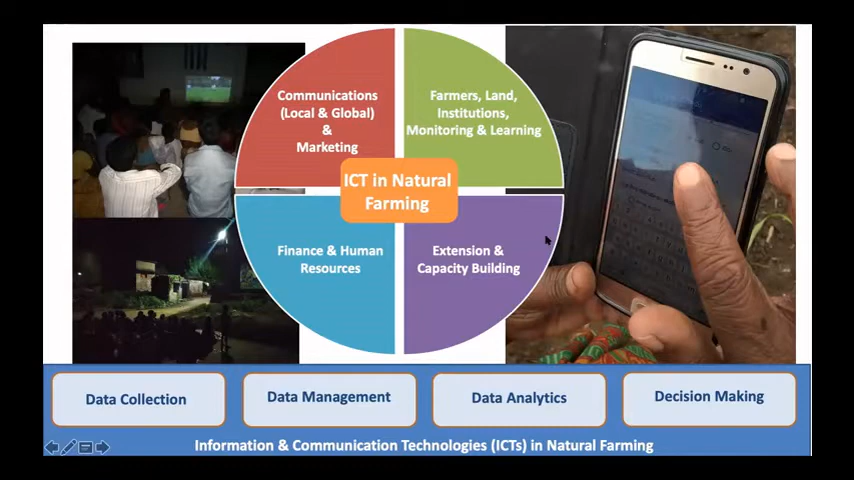 Communications
(Local & Global)
&
Marketing
Farmers, Land,
Institutions,
Monitoring & Learning
ICT in Natural
Farming
Finance & Human
Resources
Extension &
Capacity Building
Data Collection
Data Management
Data Analytics
Decision Making
Information & Communication Technologies (ICTs) in Natural Farming